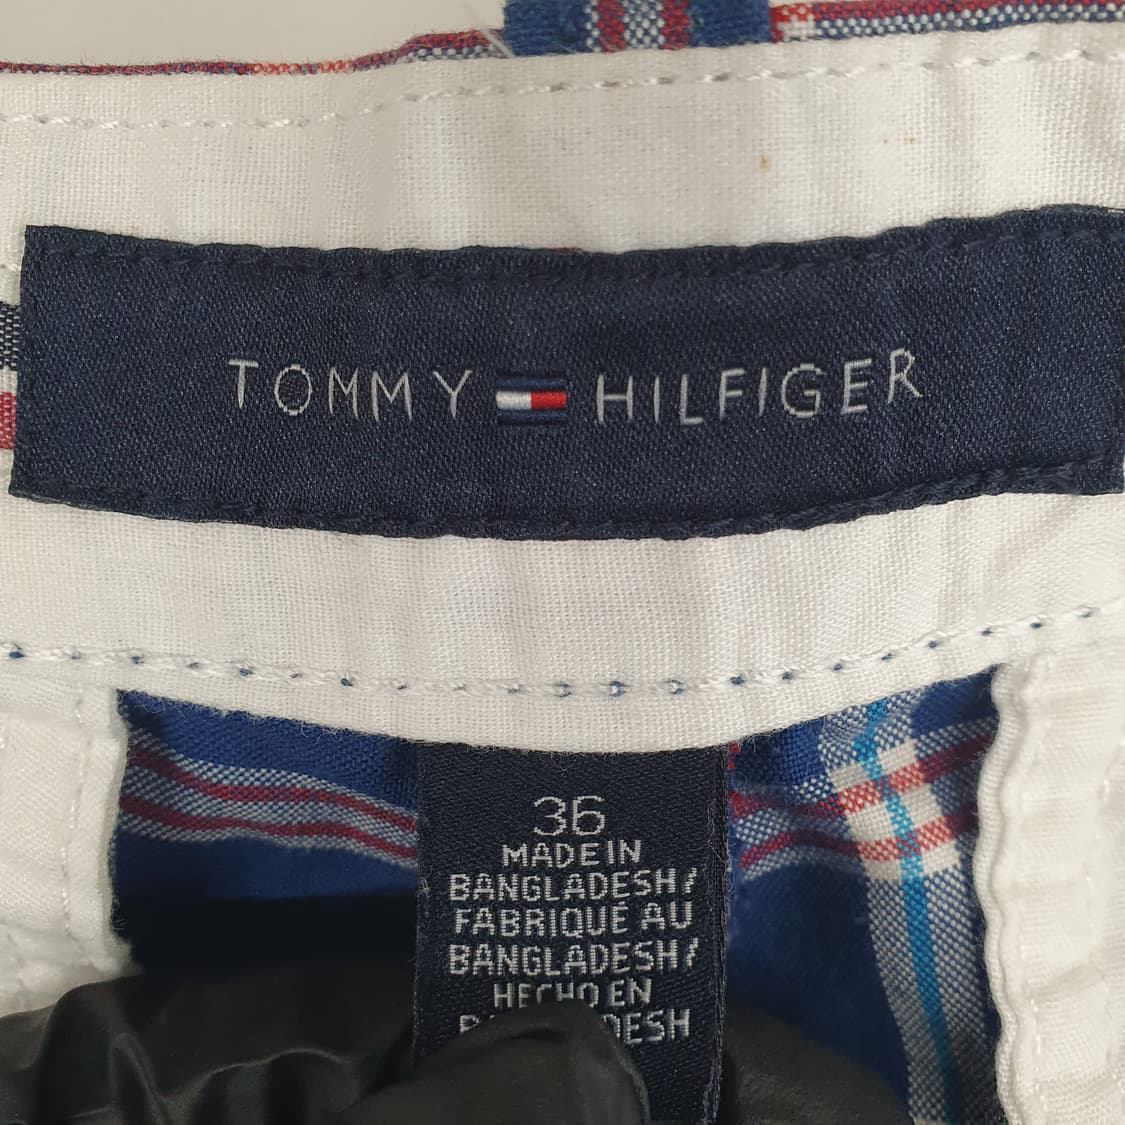 TOMMY HILFIGER
36
MADE IN
BANGLADESH/
FABRIQUÉ AU
BANGLADESH/
HECHO EN